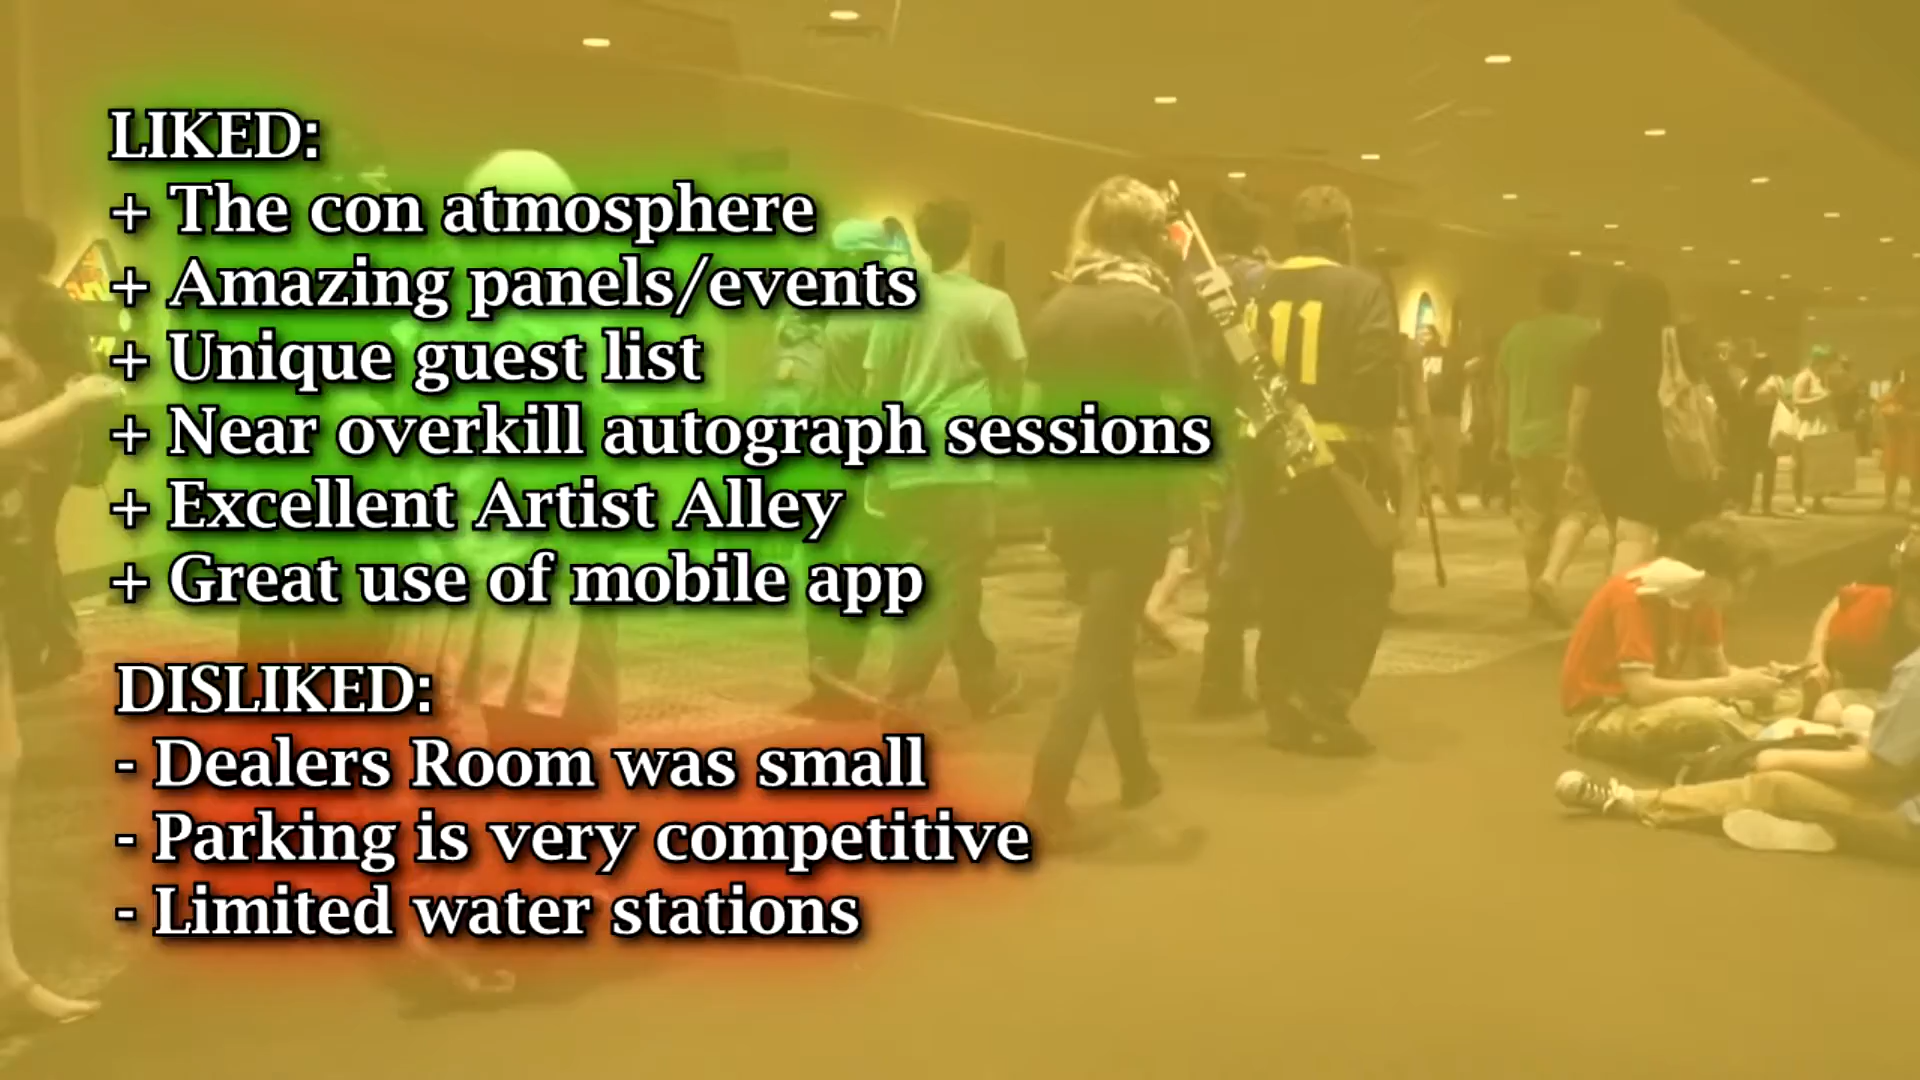 LIKED:
+ The con atmosphere
+ Amazing panels/events
+ Unique guest list
+ Near overkill autograph sessions
+ Excellent Artist Alley
+ Great use of mobile app
DISLIKED:
- Dealers Room was small
- Parking is very competitive
- Limited water stations
11